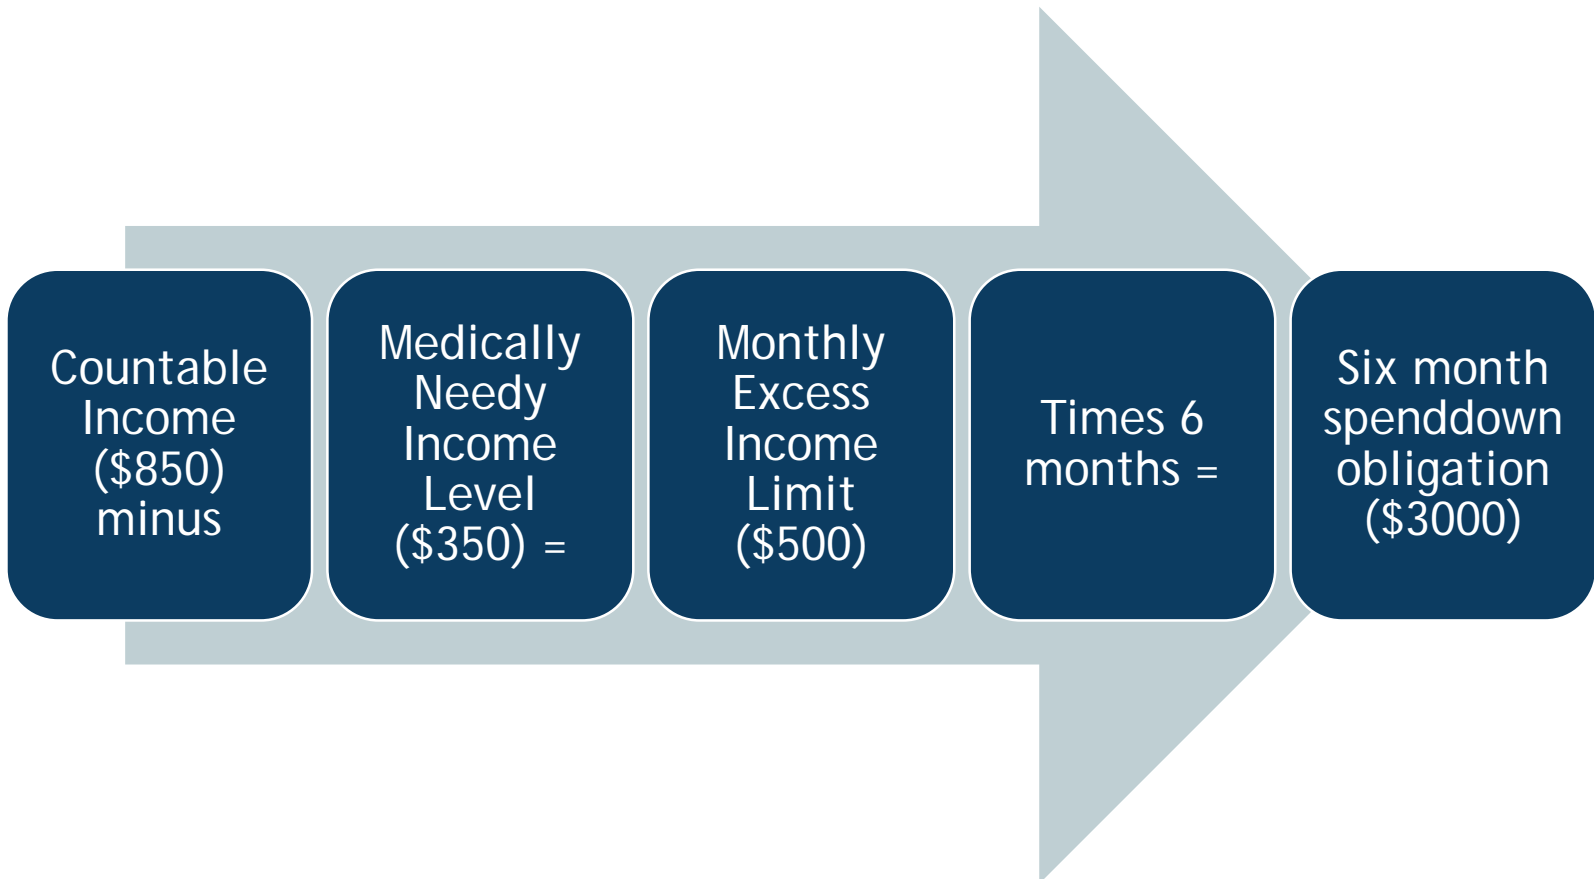 Countable
Income
($850)
minus
Medically
Needy
Income
Level
($350) =
Monthly
Excess
Income
Limit
($500)
Times 6
months =
Six month
spenddown
obligation
($3000)